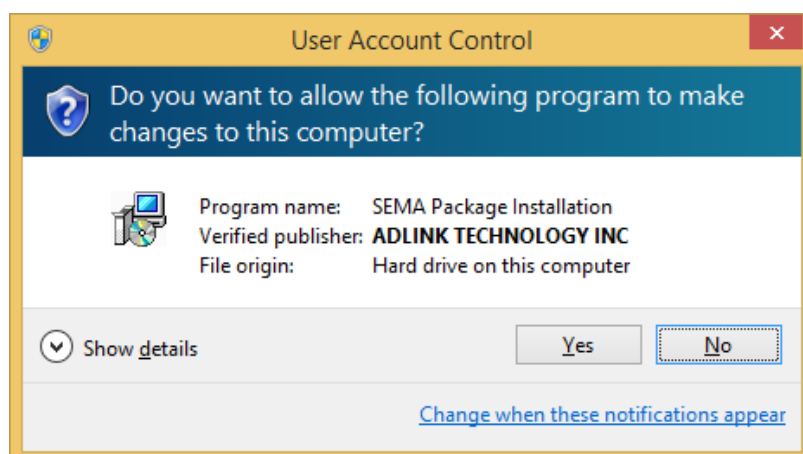 User Account Control
Do you want to allow the following program to make
changes to this computer?
Program name: SEMA Package Installation
Verified publisher: ADLINK TECHNOLOGY INC
File origin: Hard drive on this computer
Show details
Yes
No
Change when these notifications appear